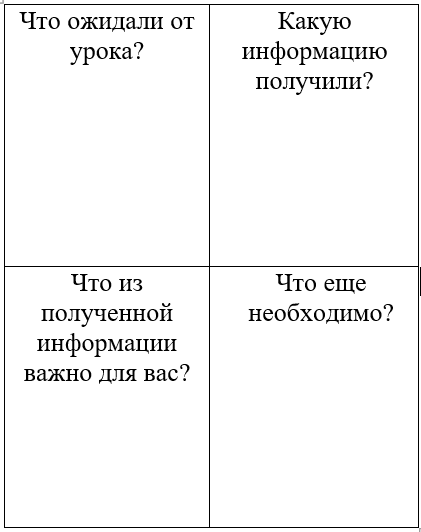 Что ожидали от
урока?
Какую
информацию
получили?
Что из
полученной
информации
важно для вас?
Что еще
необходимо?